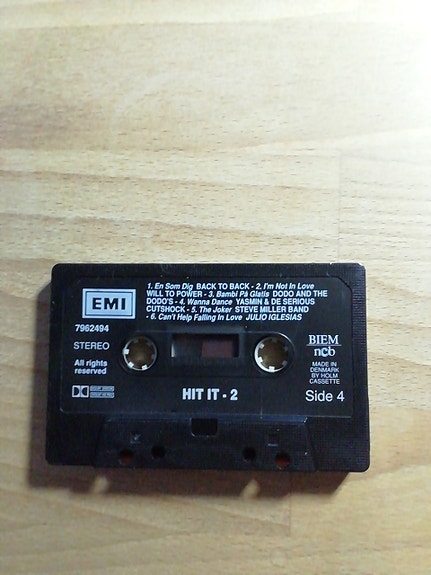 1. En Som Dig BACK TO BACK - 2. I'm Not In Love
WILL TO POWER - 3. Bambi På Glatis DODO AND THE
DODO'S - 4. Wanna Dance YASMIN & DE SERIOUS
CUTSHOCK - 5. The Joker STEVE MILLER BAND
- 6. Can't Help Falling In Love JULIO IGLESIAS
EMI
7962494
STEREO
All rights
reserved
BIEM
ncb
MADE IN
DENMARK
BY HOLM
CASSETTE
HIT IT - 2
Side 4